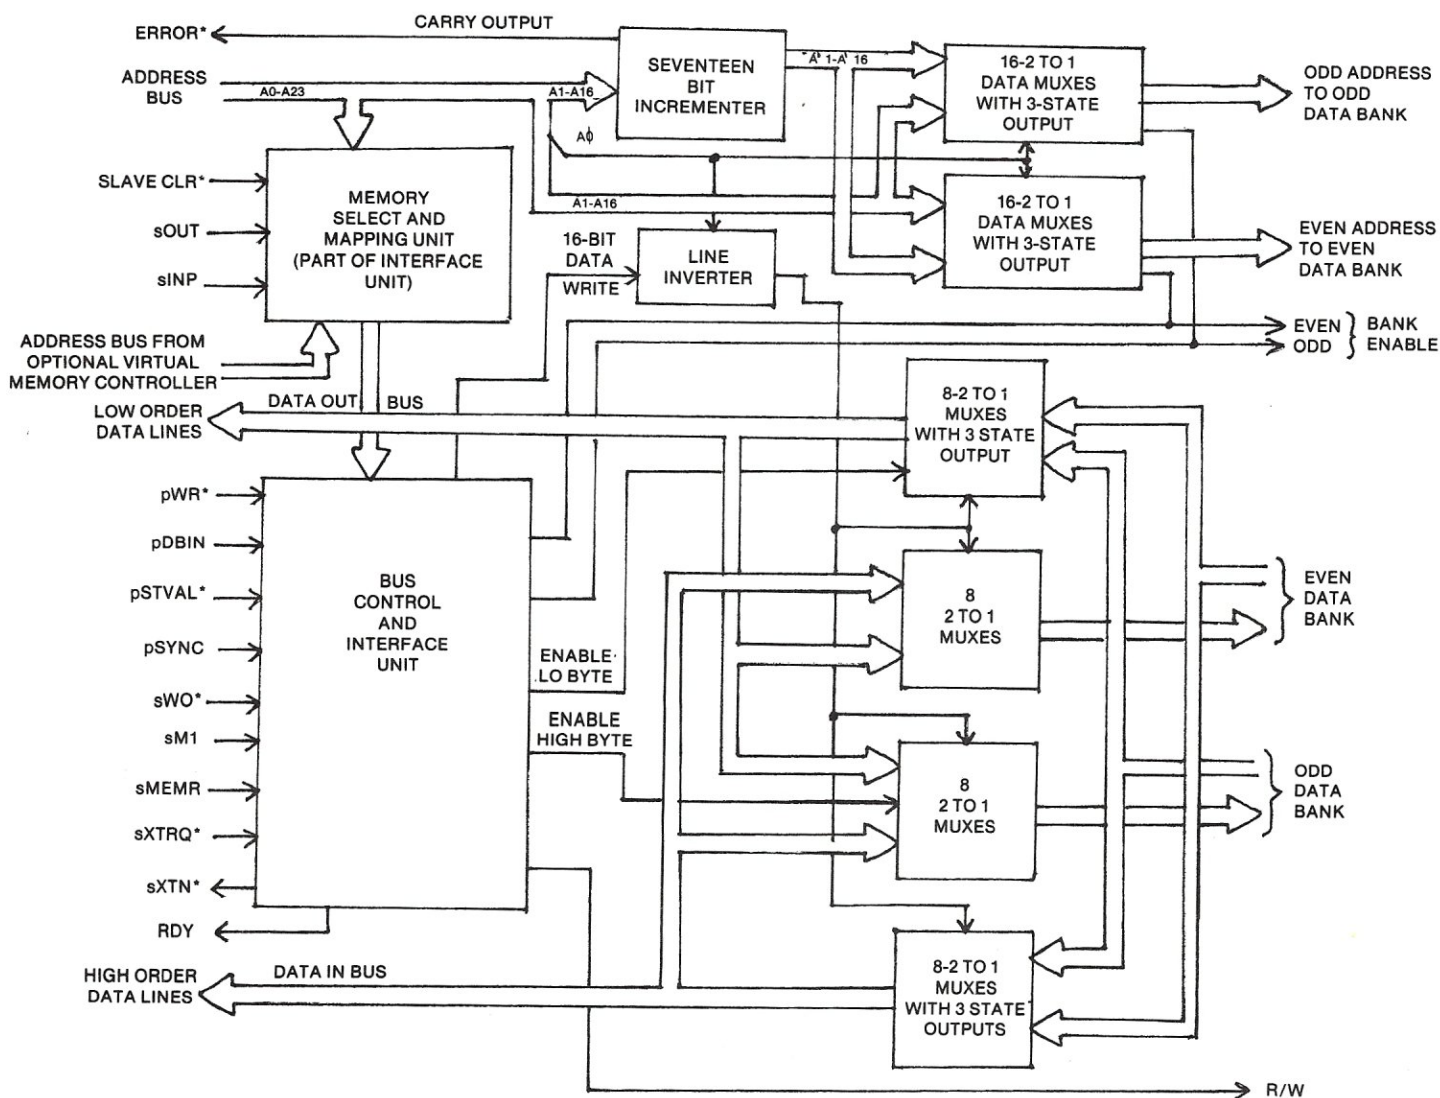 CARRY OUTPUT
ERROR*
ADDRESS
BUS
A0-A23
A1-A16
SEVENTEEN
BIT
INCREMENTER
A' 1-A' 16
16-2 TO 1
DATA MUXES
WITH 3-STATE
OUTPUT
ODD ADDRESS
TO ODD
DATA BANK
Aϕ
SLAVE CLR*
sOUT
sINP
MEMORY
SELECT AND
MAPPING UNIT
(PART OF INTERFACE
UNIT)
A1-A16
16-BIT
DATA
WRITE
LINE
INVERTER
16-2 TO 1
DATA MUXES
WITH 3-STATE
OUTPUT
EVEN ADDRESS
TO EVEN
DATA BANK
EVEN
ODD
BANK
ENABLE
ADDRESS BUS FROM
OPTIONAL VIRTUAL
MEMORY CONTROLLER
LOW ORDER
DATA LINES
DATA OUT BUS
8-2 TO 1
MUXES
WITH 3 STATE
OUTPUT
pWR*
pDBIN
pSTVAL*
pSYNC
sWO*
sM1
sMEMR
sXTRQ*
sXTN*
RDY
BUS
CONTROL
AND
INTERFACE
UNIT
ENABLE
LO BYTE
ENABLE
HIGH BYTE
8
2 TO 1
MUXES
EVEN
DATA
BANK
8
2 TO 1
MUXES
ODD
DATA
BANK
HIGH ORDER
DATA LINES
DATA IN BUS
8-2 TO 1
MUXES
WITH 3 STATE
OUTPUTS
R/W